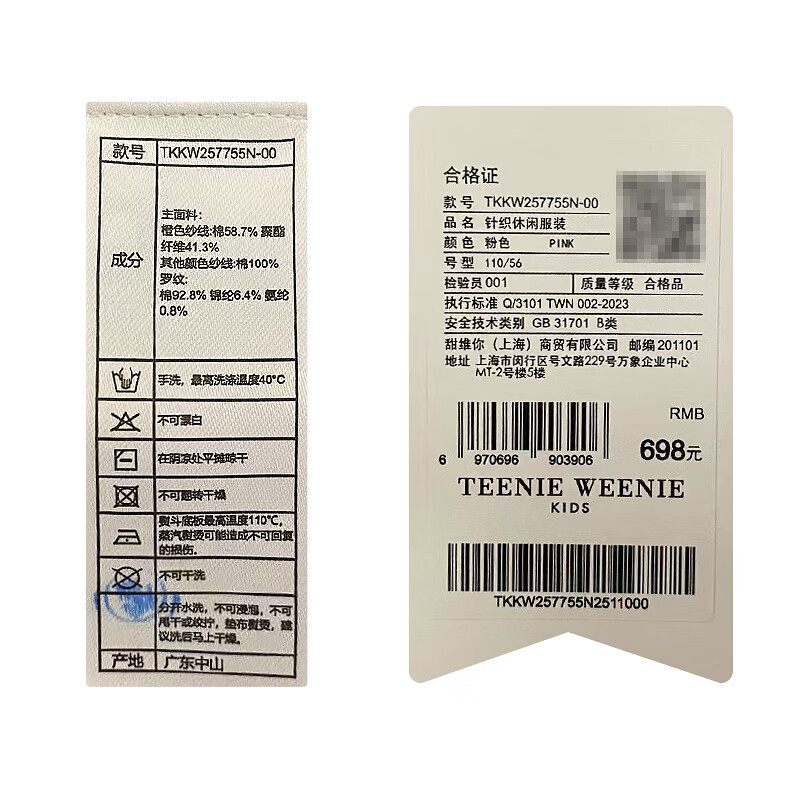 款号 TKKW257755N-00
成分
主面料:
橙色纱线:棉58.7% 聚酯
纤维41.3%
其他颜色纱线:棉100%
罗纹:
棉92.8% 锦纶6.4% 氨纶
0.8%
手洗，最高洗涤温度40°C
不可漂白
在阴凉处平摊晾干
不可翻转干燥
熨斗底板最高温度110℃，
蒸汽熨烫可能造成不可回复
的损伤.
不可干洗
分开水洗，不可浸泡，不可
甩干或绞拧，垫布熨烫，建
议洗后马上干燥。
产地 广东中山
合格证
款号 TKKW257755N-00
品名 针织休闲服装
颜色 粉色 PINK
号型 110/56
检验员 001 质量等级 合格品
执行标准 Q/3101 TWN 002-2023
安全技术类别 GB 31701 B类
甜维你（上海）商贸有限公司 邮编 201101
地址 上海市闵行区号文路229号万象企业中心
MT-2号楼5楼
RMB
698元
6 970696 903906
TEENIE WEENIE
KIDS
TKKW257755N2511000